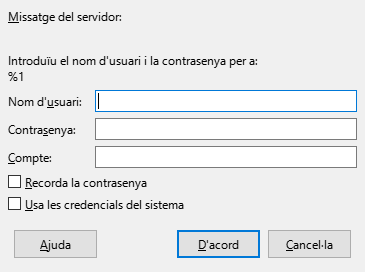 Missatge del servidor:
Introduïu el nom d'usuari i la contrasenya per a:
%1
Nom d'usuari:
Contrasenya:
Compte:
Recorda la contrasenya
Usa les credencials del sistema
Ajuda
D'acord
Cancel·la